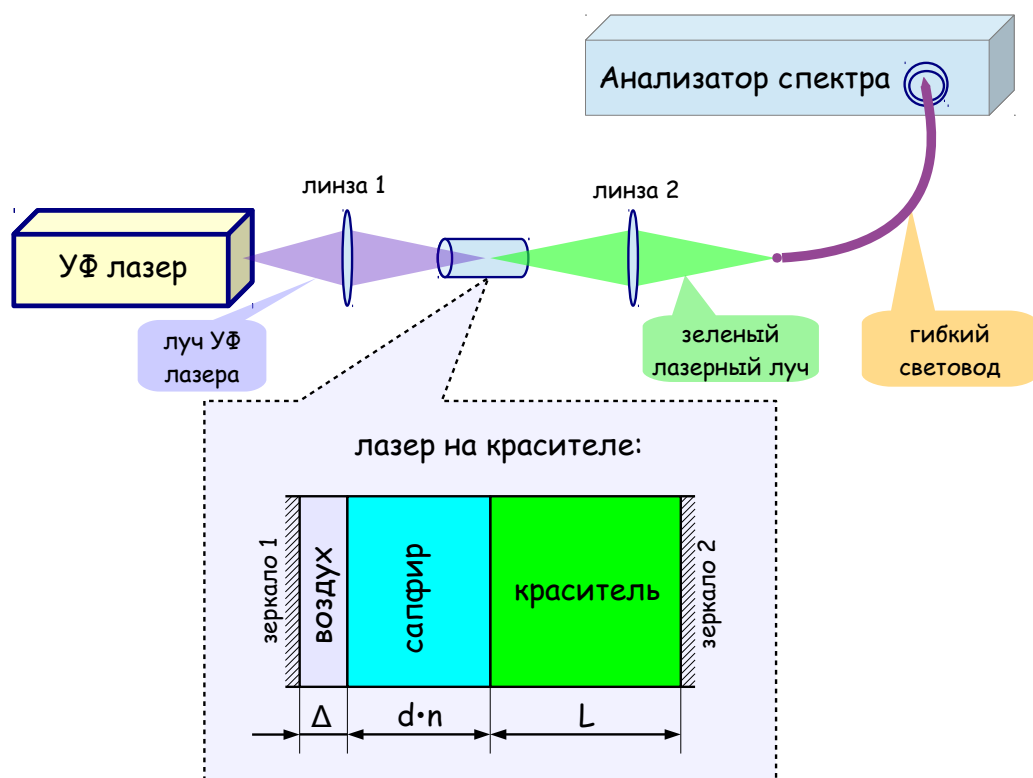 Анализатор спектра
линза 1
линза 2
УФ лазер
луч УФ
лазера
зеленый
лазерный луч
гибкий
световод
лазер на красителе:
зеркало 1
воздух
сапфир
краситель
зеркало 2
Δ
d•n
L